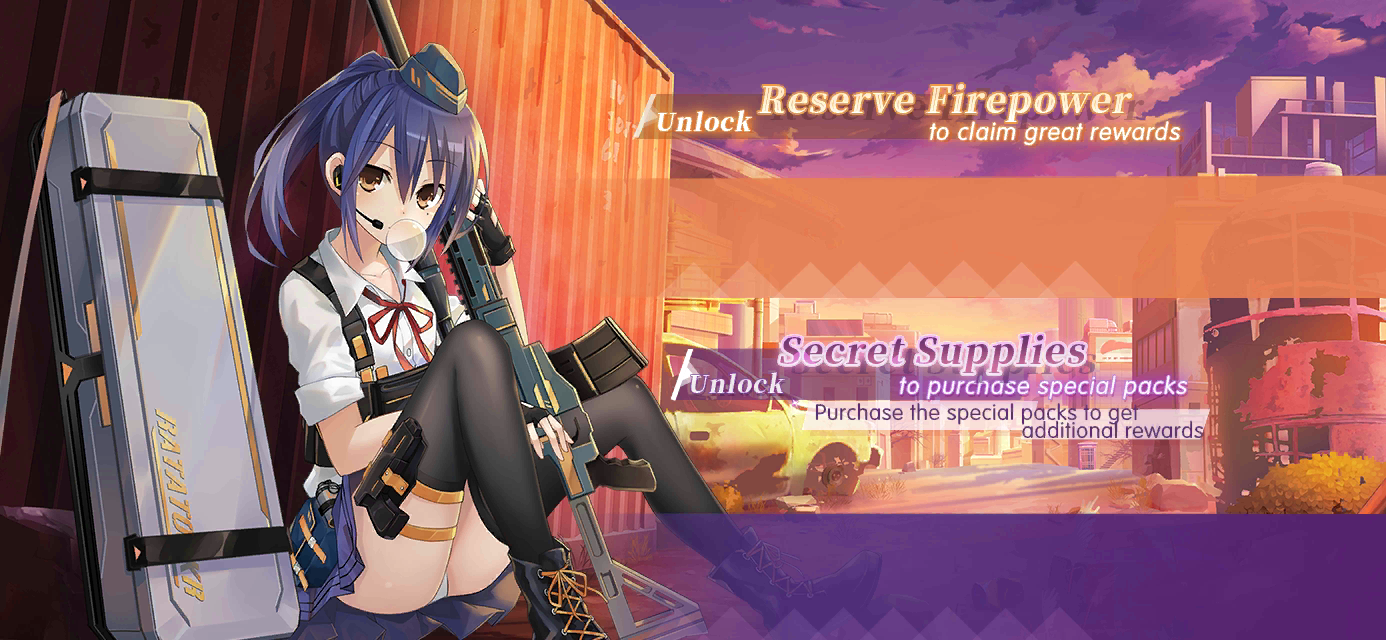 Unlock Reserve Firepower
to claim great rewards
Unlock Secret Supplies
to purchase special packs
Purchase the special packs to get
additional rewards